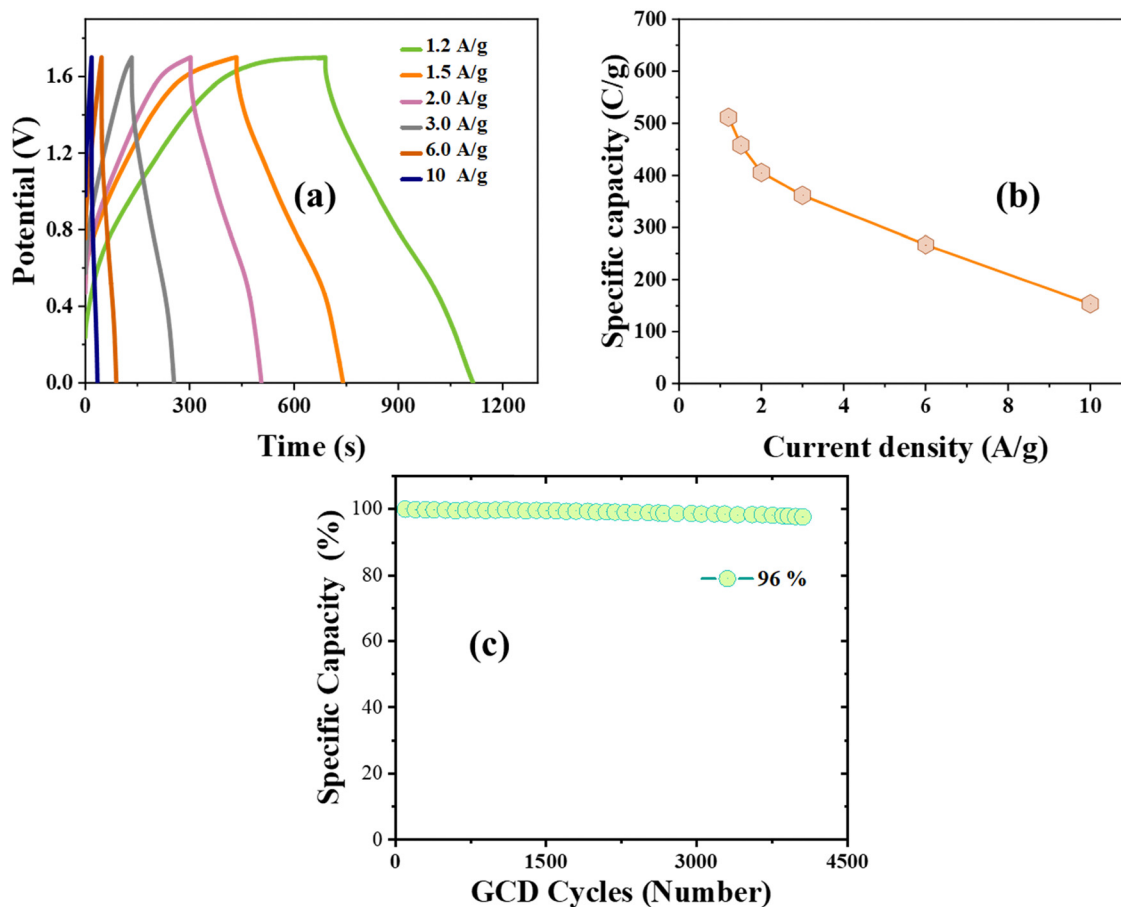 1.2 A/g
1.5 A/g
2.0 A/g
3.0 A/g
6.0 A/g
10 A/g
(a)
Potential (V)
1.6
1.2
0.8
0.4
0.0
0 300 600 900 1200
Time (s)
(b)
Specific capacity (C/g)
700
600
500
400
300
200
100
0
0 2 4 6 8 10
Current density (A/g)
Specific Capacity (%)
100
80
60
40
20
0
96 %
(c)
0 1500 3000 4500
GCD Cycles (Number)